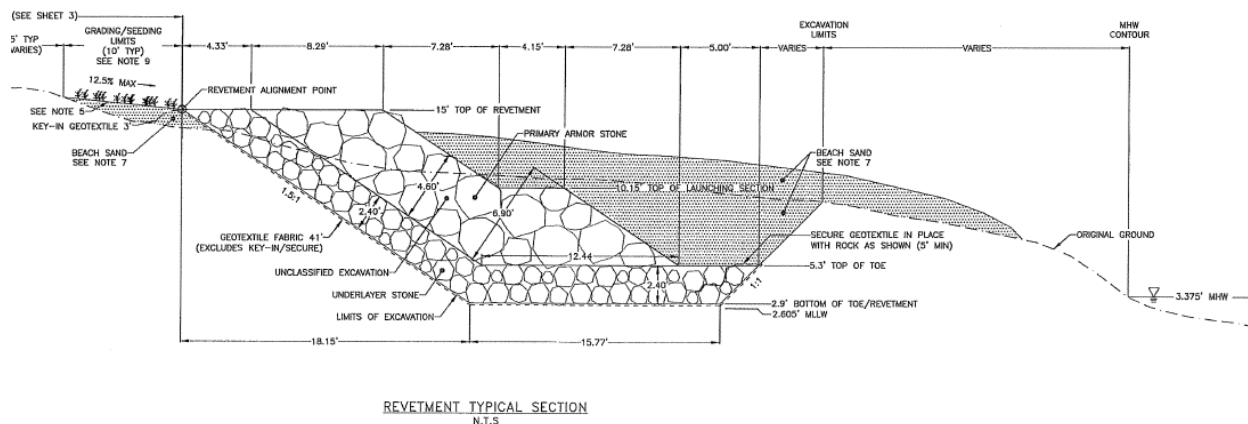 (SEE SHEET 3)
5' TYP
VARIES)
GRADING/SEEDING
LIMITS
(10' TYP)
SEE NOTE 9
4.33'
8.29'
7.28'
4.15'
7.28'
5.00'
EXCAVATION
LIMITS
VARIES
VARIES
MHW
CONTOUR
12.5% MAX
REVETMENT ALIGNMENT POINT
SEE NOTE 5
KEY-IN GEOTEXTILE 3'
15' TOP OF REVETMENT
PRIMARY ARMOR STONE
BEACH SAND
SEE NOTE 7
BEACH SAND
SEE NOTE 7
10.15' TOP OF LAUNCHING SECTION
1.5:1
4.60'
2.40'
6.90'
GEOTEXTILE FABRIC 41'
(EXCLUDES KEY-IN/SECURE)
SECURE GEOTEXTILE IN PLACE
WITH ROCK AS SHOWN (5' MIN)
ORIGINAL GROUND
UNCLASSIFIED EXCAVATION
12.44
5.3' TOP OF TOE
UNDERLAYER STONE
2.40'
1:1
LIMITS OF EXCAVATION
2.9' BOTTOM OF TOE/REVETMENT
3.375' MHW
2.605' MLLW
18.15'
15.77'
REVETMENT TYPICAL SECTION
N.T.S